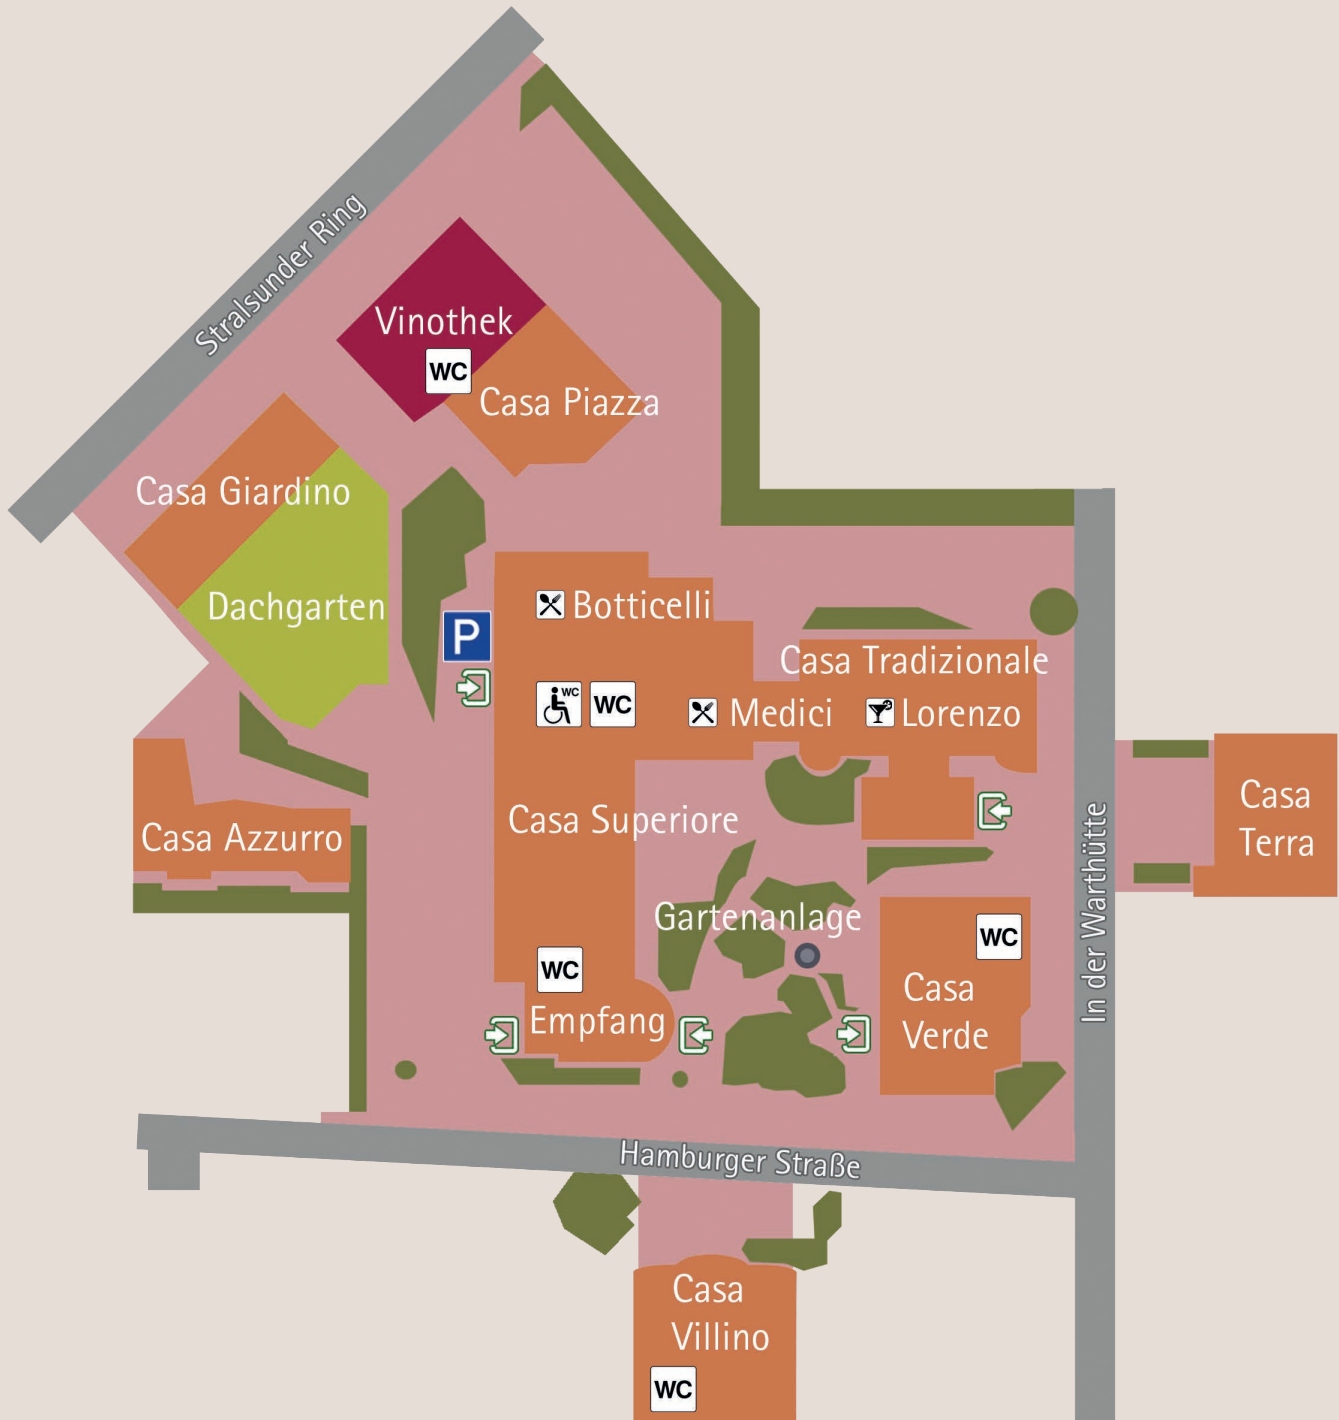 Stralsunder Ring
Vinothek
WC
Casa Piazza
Casa Giardino
Dachgarten
Botticelli
P
Casa Tradizionale
WC
WC
Medici
Lorenzo
Casa Azzurro
Casa Superiore
Casa
Terra
In der Warthütte
Gartenanlage
WC
WC
Casa
Verde
Empfang
Hamburger Straße
Casa
Villino
WC